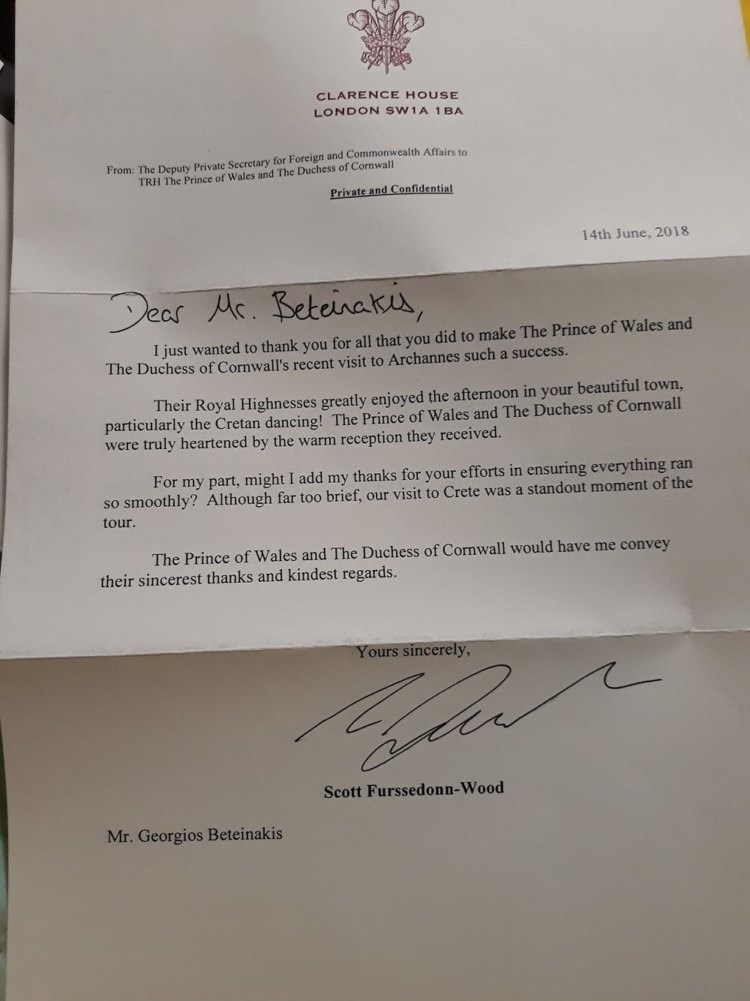 CLARENCE HOUSE
LONDON SW1A 1BA
From: The Deputy Private Secretary for Foreign and Commonwealth Affairs to
TRH The Prince of Wales and The Duchess of Cornwall
Private and Confidential
14th June, 2018
Dear Mr. Beteinakis,
I just wanted to thank you for all that you did to make The Prince of Wales and
The Duchess of Cornwall's recent visit to Archannes such a success.
Their Royal Highnesses greatly enjoyed the afternoon in your beautiful town,
particularly the Cretan dancing! The Prince of Wales and The Duchess of Cornwall
were truly heartened by the warm reception they received.
For my part, might I add my thanks for your efforts in ensuring everything ran
so smoothly? Although far too brief, our visit to Crete was a standout moment of the
tour.
The Prince of Wales and The Duchess of Cornwall would have me convey
their sincerest thanks and kindest regards.
Yours sincerely,
Scott Furssedonn-Wood
Mr. Georgios Beteinakis